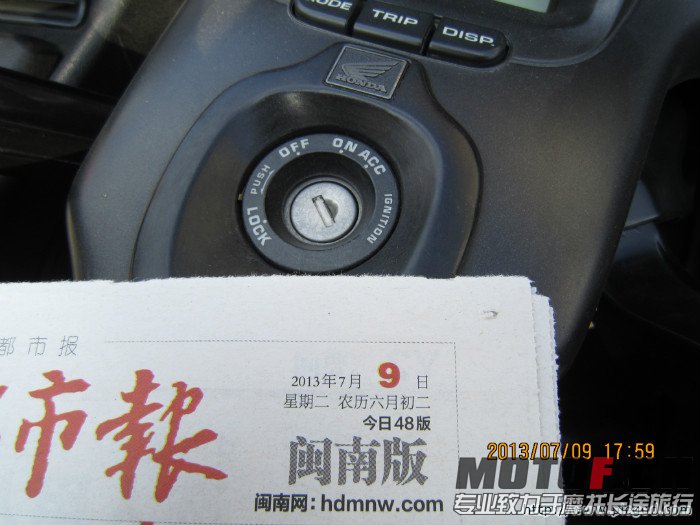 MODE TRIP DISP
HONDA
LOCK PUSH OFF ON ACC IGNITION
都市报
市報
2013年7月9日
星期二 农历六月初二
今日48版
闽南版
闽南网: hdmnw.com
2013/07/09 17:59
专业致力于摩托长途旅行